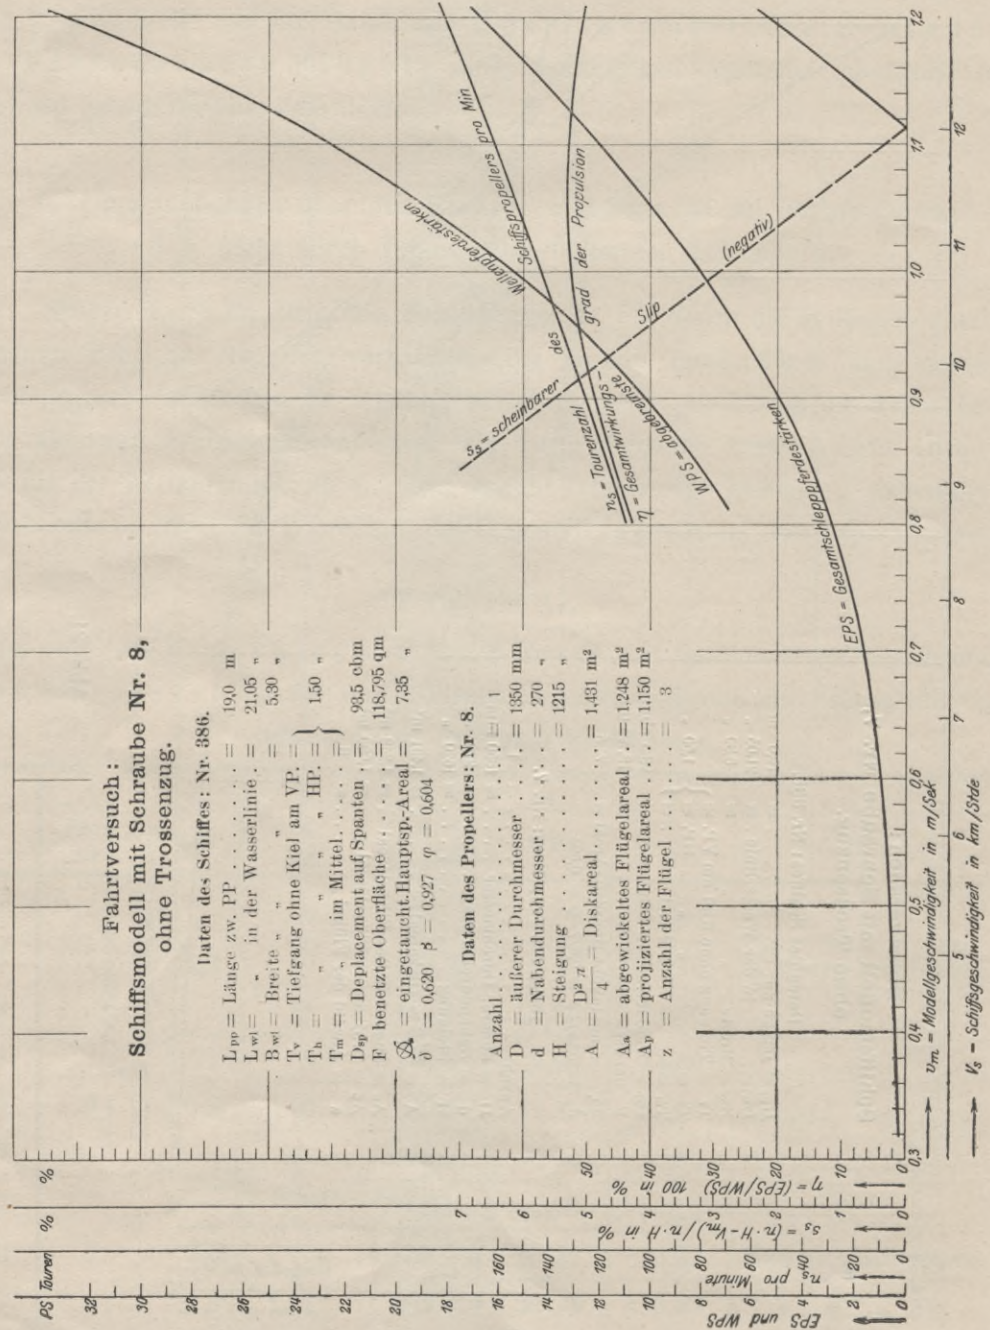 Fahrtversuch:
Schiffsmodell mit Schraube Nr. 8,
ohne Trossenzug.
Daten des Schiffes: Nr. 386.
Lpp = Länge zw. PP . . . . . . = 19,0 m
Lwl = „ in der Wasserlinie . = 21,05 „
Bwl = Breite „ „ „ = 5,30 „
Tv = Tiefgang ohne Kiel am VP. =
Th = „ „ „ HP. = } 1,50 „
Tm = „ im Mittel . . . . =
Dsp = Deplacement auf Spanten . = 93,5 cbm
F benetzte Oberfläche . . . . = 118,795 qm
= eingetaucht. Hauptsp.-Areal = 7,35 „
∂ = 0,620 β = 0,927 φ = 0,604
Daten des Propellers: Nr. 8.
Anzahl . . . . . . . . . . . . = 1
D = äußerer Durchmesser . . . = 1350 mm
d = Nabendurchmesser . . . . = 270 „
H = Steigung . . . . . . . . = 1215 „
A = D² π / 4 = Diskareal . . . . . = 1,431 m²
Aa = abgewickeltes Flügelareal . = 1,248 m²
Ap = projiziertes Flügelareal . . = 1,150 m²
z = Anzahl der Flügel . . . . = 3
ns = Tourenzahl des Schiffspropellers pro Min
η = Gesamtwirkungs-grad der Propulsion
WPS = abgebremste Wellenpferdestärken
ss = scheinbarer Slip (negativ)
EPS = Gesamtschlepppferdestärken
PS Touren % %
32
30
28
26
24
22
20
18
16
14
12
10
8
6
4
2
0
EPS und WPS
160
140
120
100
80
60
40
20
0
ns pro Minute
7
6
5
4
3
2
1
0
ss = (n·H-Vm)/n·H in %
50
40
30
20
10
0
η = (EPS/WPS) 100 in %
0,3 0,4 0,5 0,6 0,7 0,8 0,9 1,0 1,1 1,2
vm = Modellgeschwindigkeit in m/Sek
5 6 7 8 9 10 11 12
Vs = Schiffsgeschwindigkeit in km/Stde